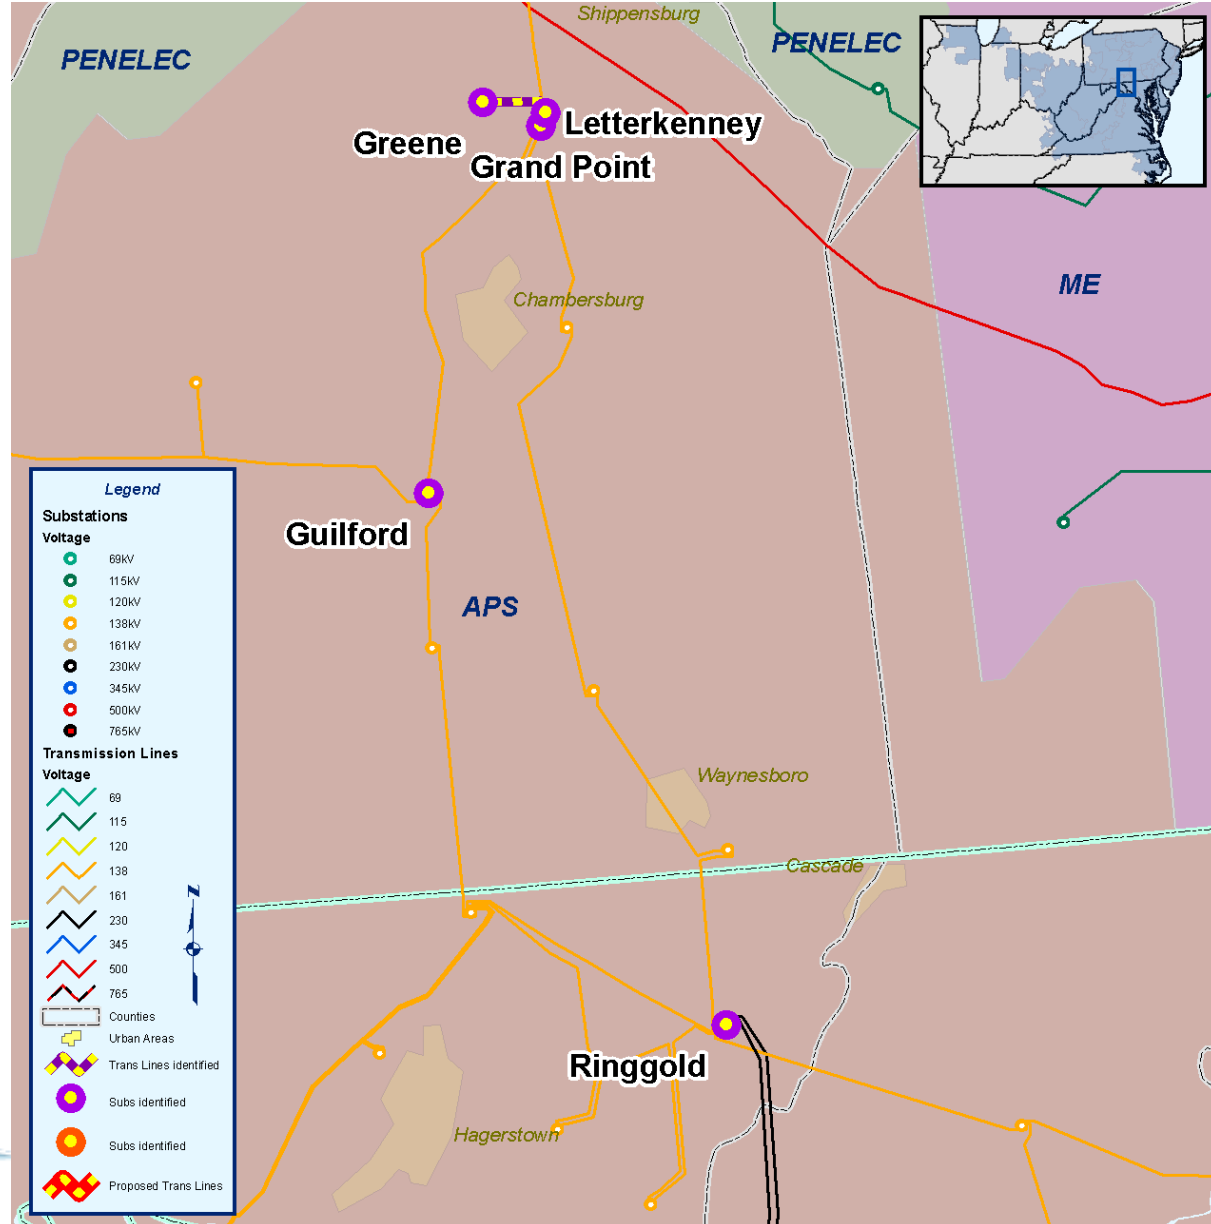 Shippensburg
PENELEC
PENELEC
Letterkenney
Greene
Grand Point
ME
Chambersburg
Guilford
APS
Waynesboro
Cascade
Ringgold
Hagerstown
Legend
Substations
Voltage
69kV
115kV
120kV
138kV
161kV
230kV
345kV
500kV
765kV
Transmission Lines
Voltage
69
115
120
138
161
230
345
500
765
N
Counties
Urban Areas
Trans Lines identified
Subs identified
Subs identified
Proposed Trans Lines